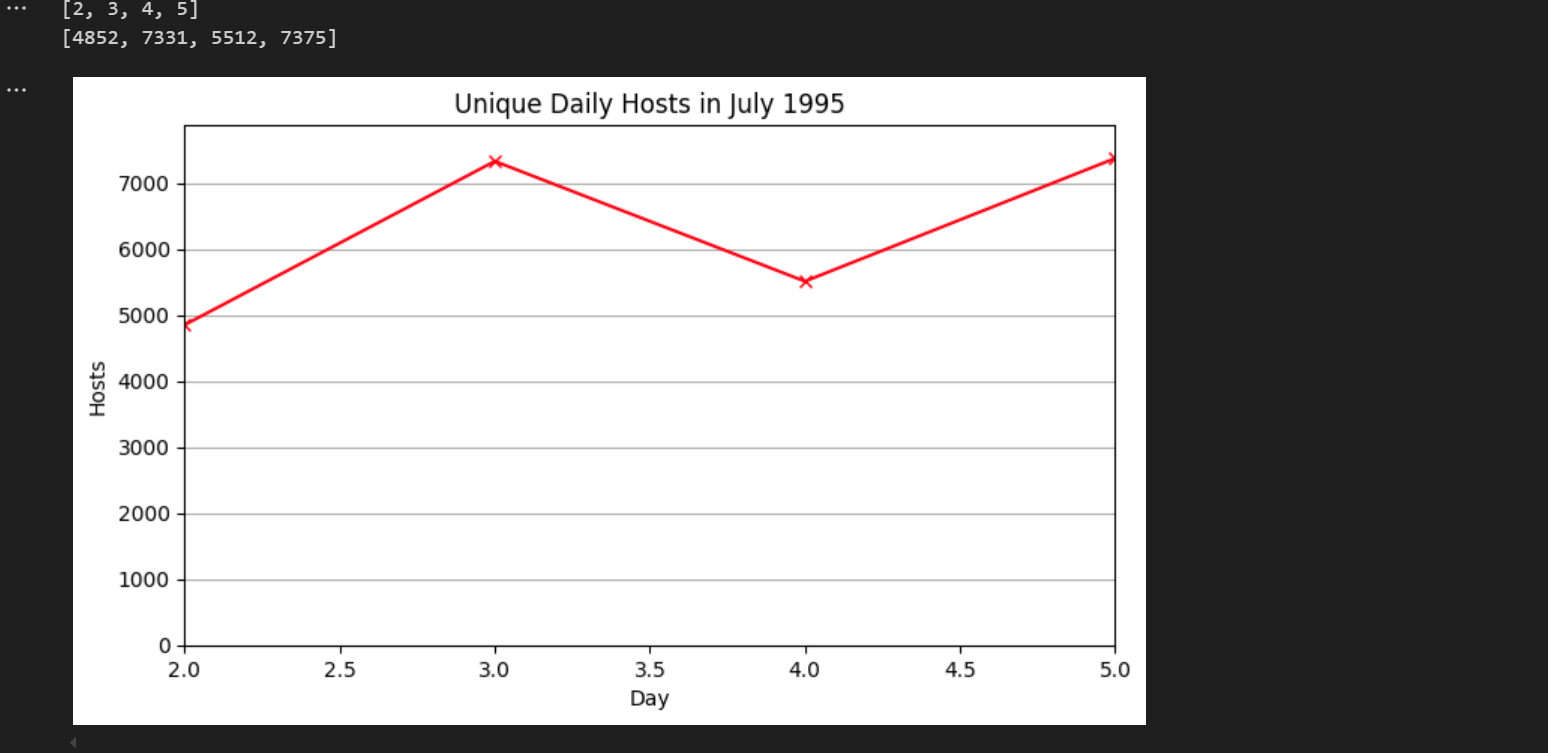 ... [2, 3, 4, 5]
[4852, 7331, 5512, 7375]
...
Unique Daily Hosts in July 1995
7000
6000
5000
4000
3000
2000
1000
0
Hosts
2.0 2.5 3.0 3.5 4.0 4.5 5.0
Day